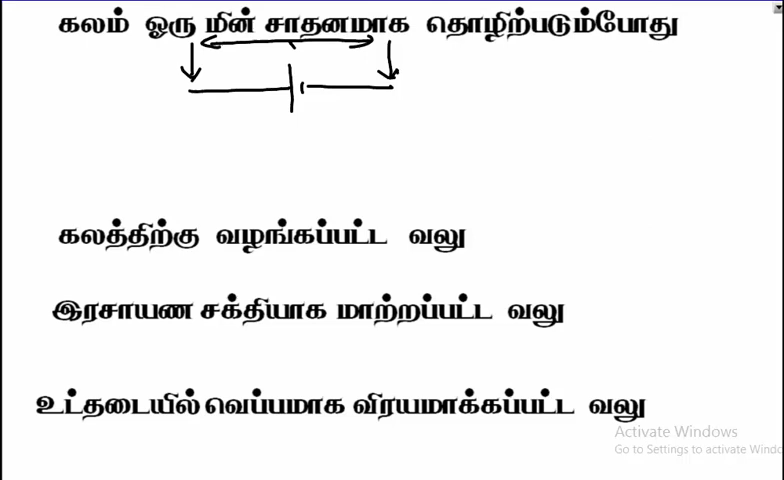 கலம் ஓரு மின் சாதனமாக தொழிற்படும்போது
கலத்திற்கு வழங்கப்பட்ட வலு
இரசாயண சக்தியாக மாற்றப்பட்ட வலு
உட்தடையில் வெப்பமாக விரயமாக்கப்பட்ட வலு
Activate Windows
Go to Settings to activate Windo